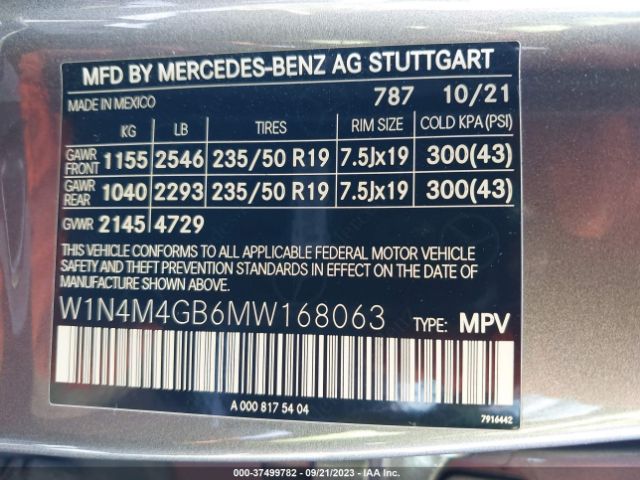 MFD BY MERCEDES-BENZ AG STUTTGART
MADE IN MEXICO 787 10/21
KG LB TIRES RIM SIZE COLD KPA(PSI)
GAWR FRONT 1155 2546 235/50 R19 7.5Jx19 300(43)
GAWR REAR 1040 2293 235/50 R19 7.5Jx19 300(43)
GVWR 2145 4729
THIS VEHICLE CONFORMS TO ALL APPLICABLE FEDERAL MOTOR VEHICLE
SAFETY AND THEFT PREVENTION STANDARDS IN EFFECT ON THE DATE OF
MANUFACTURE SHOWN ABOVE.
W1N4M4GB6MW168063 TYPE: MPV
A 000 817 54 04
7916442
000-37499782 - 09/21/2023 - IAA Inc.